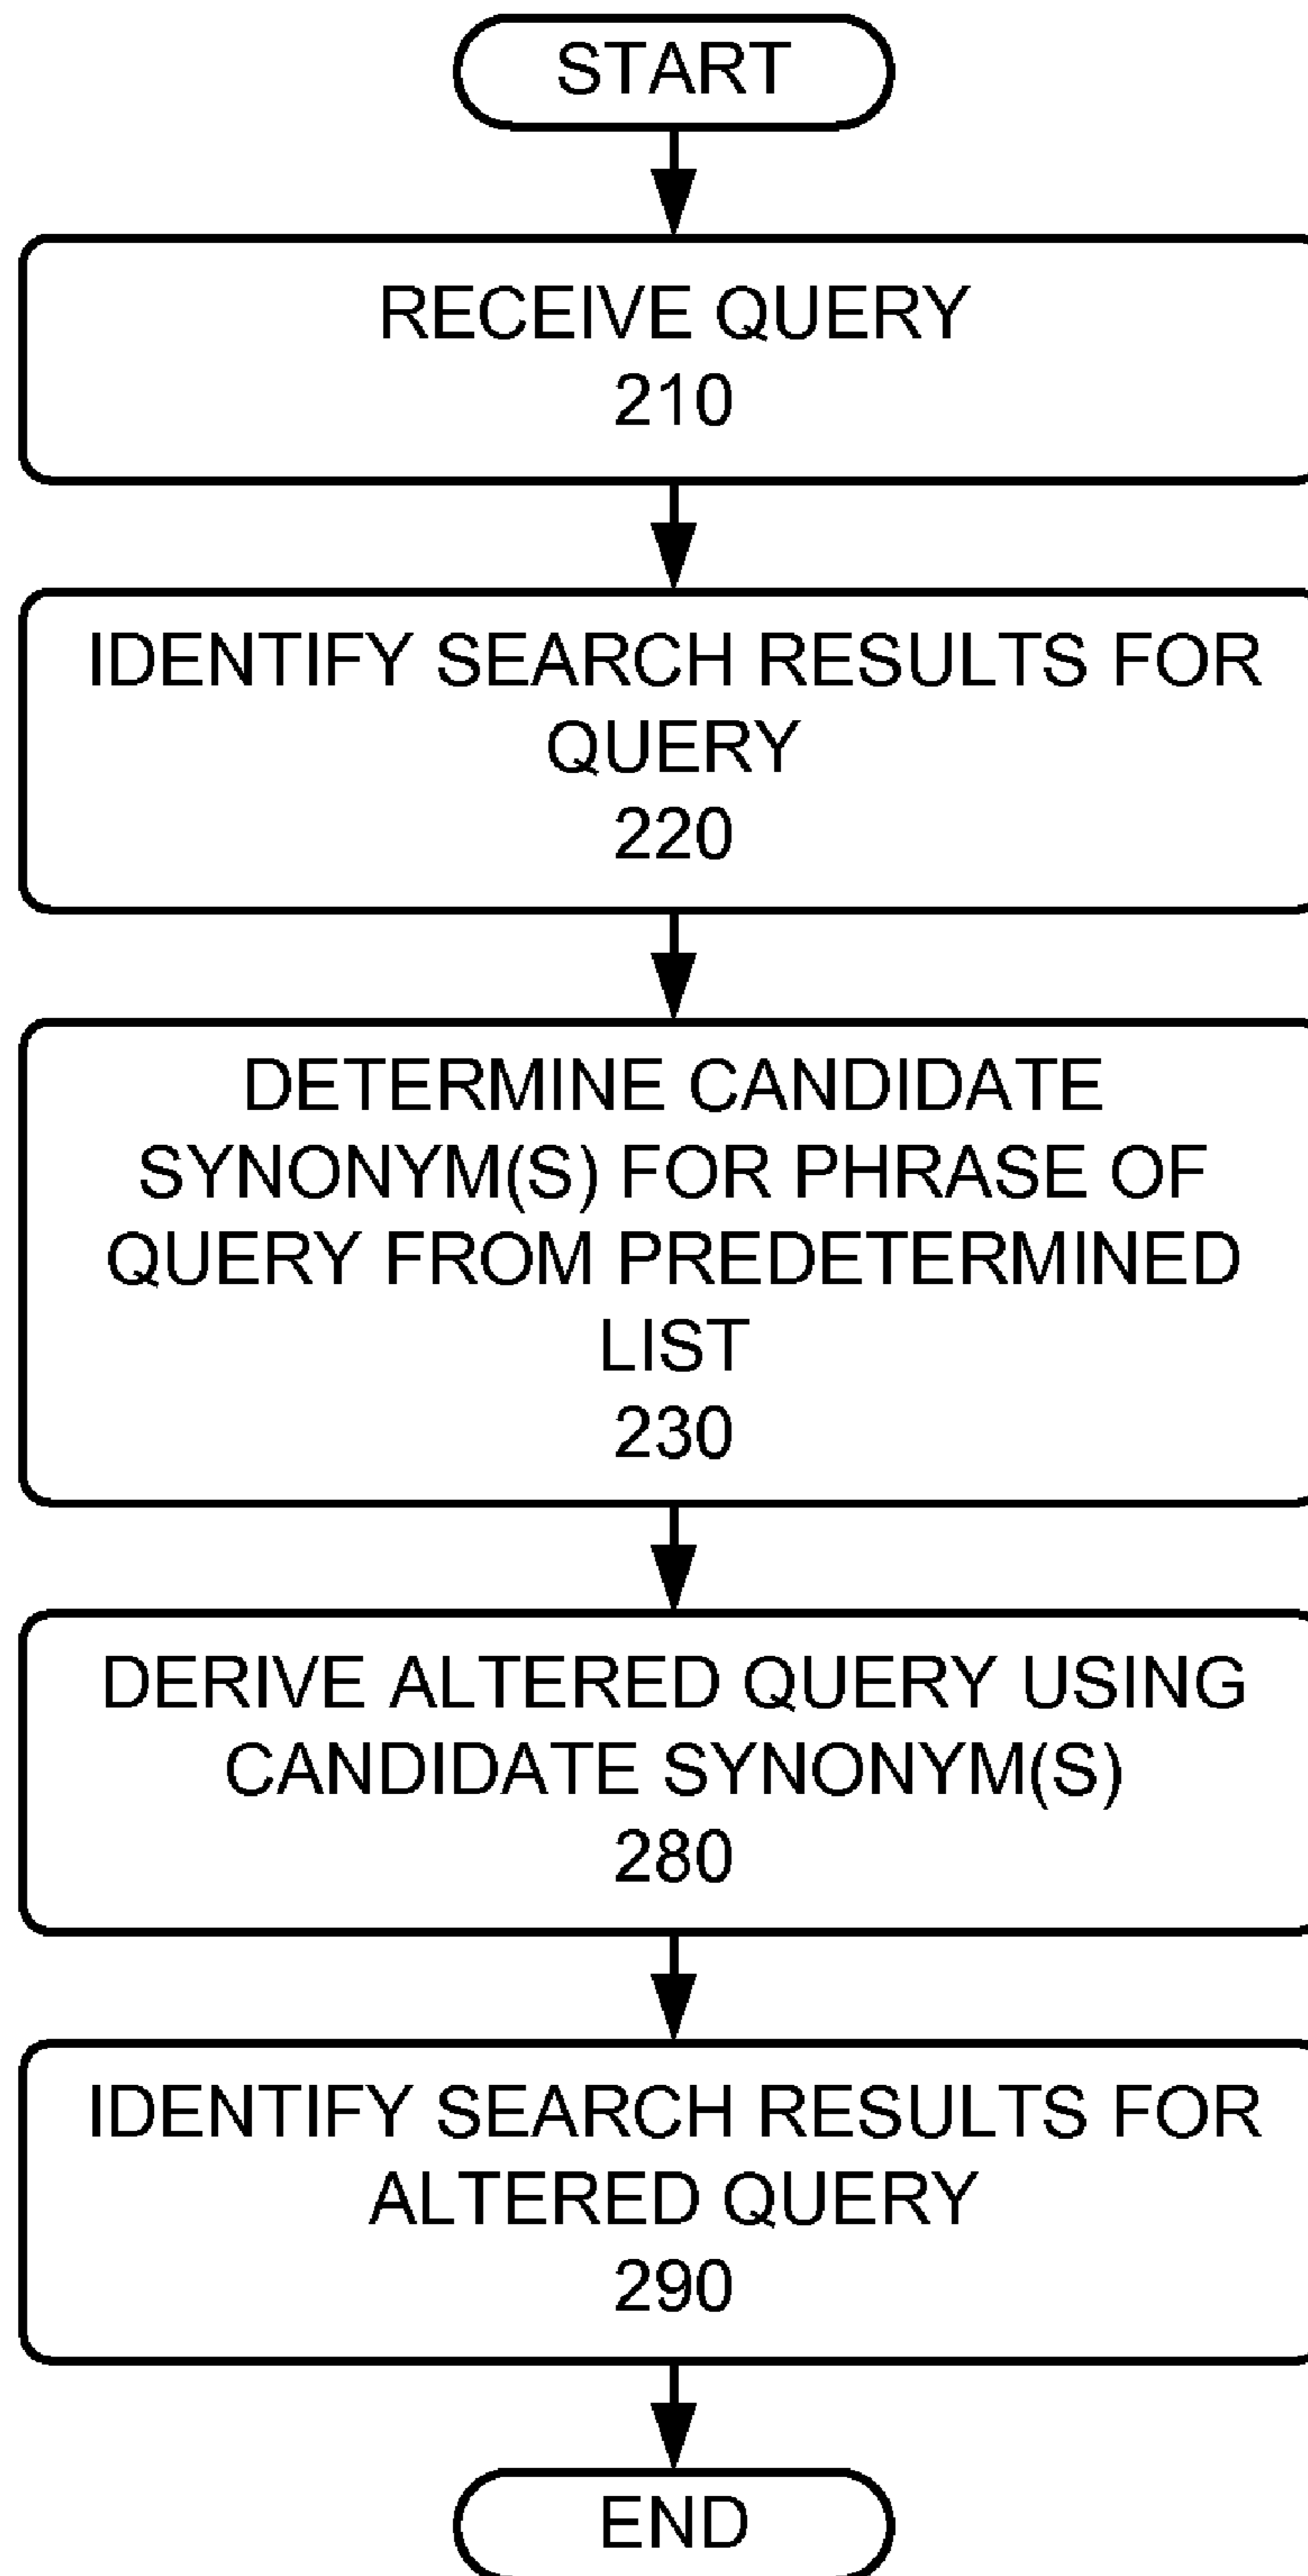 START
RECEIVE QUERY
210
IDENTIFY SEARCH RESULTS FOR
QUERY
220
DETERMINE CANDIDATE
SYNONYM(S) FOR PHRASE OF
QUERY FROM PREDETERMINED
LIST
230
DERIVE ALTERED QUERY USING
CANDIDATE SYNONYM(S)
280
IDENTIFY SEARCH RESULTS FOR
ALTERED QUERY
290
END